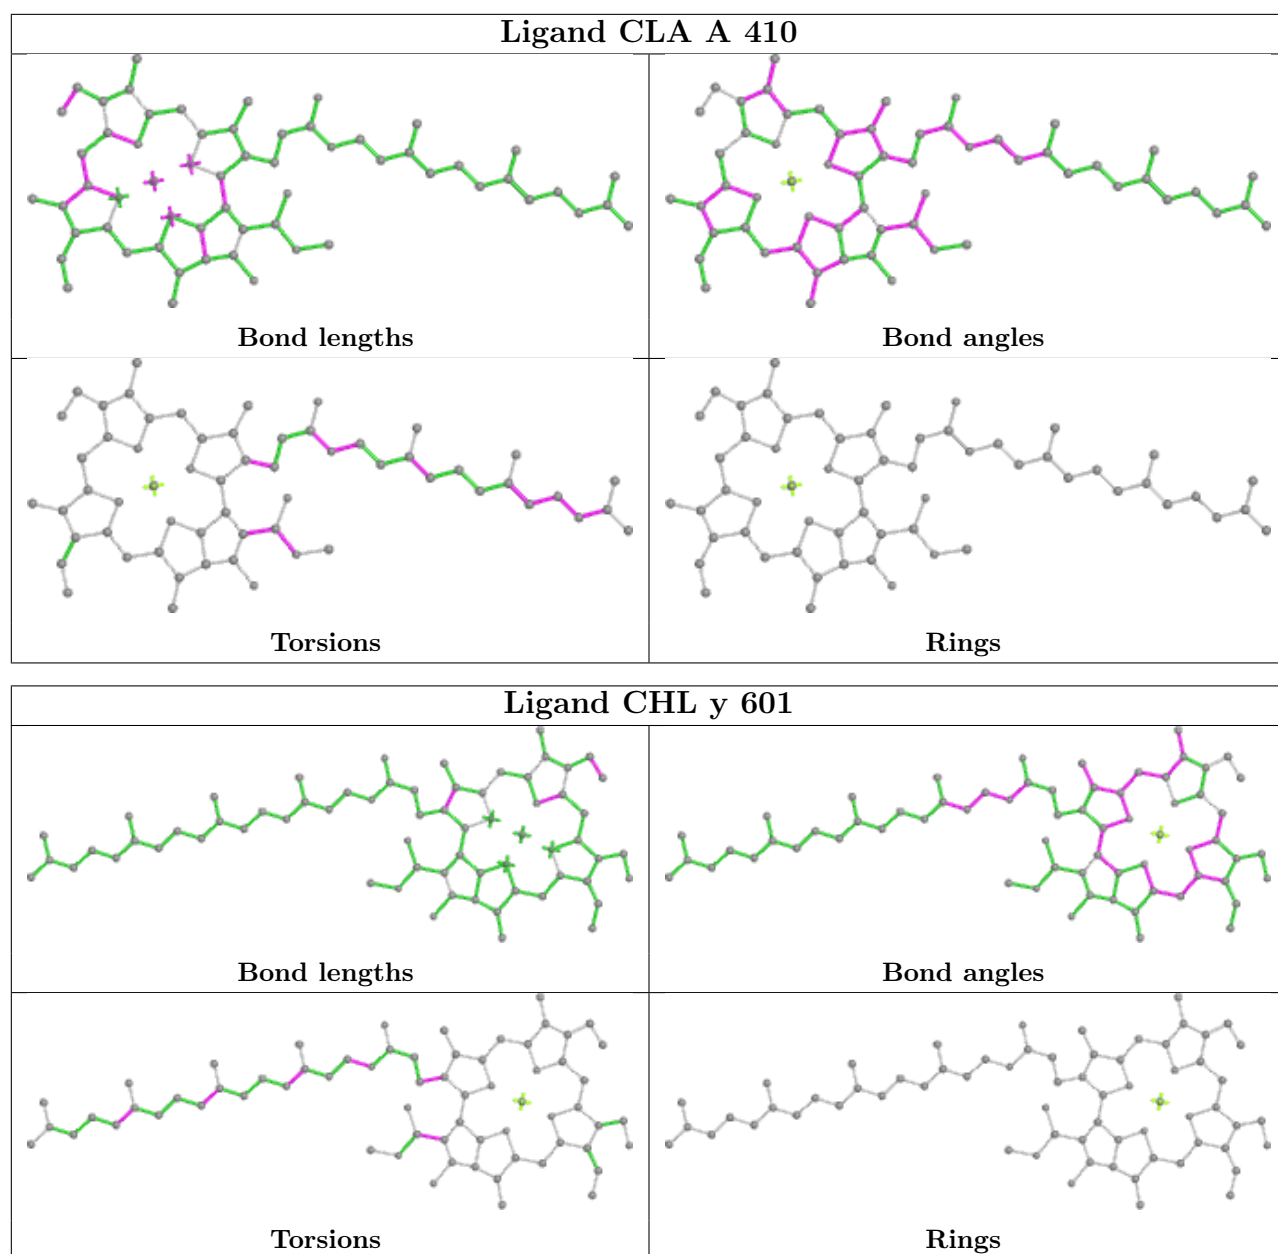 Ligand CLA A 410
Bond lengths
Bond angles
Torsions
Rings
Ligand CHL y 601
Bond lengths
Bond angles
Torsions
Rings